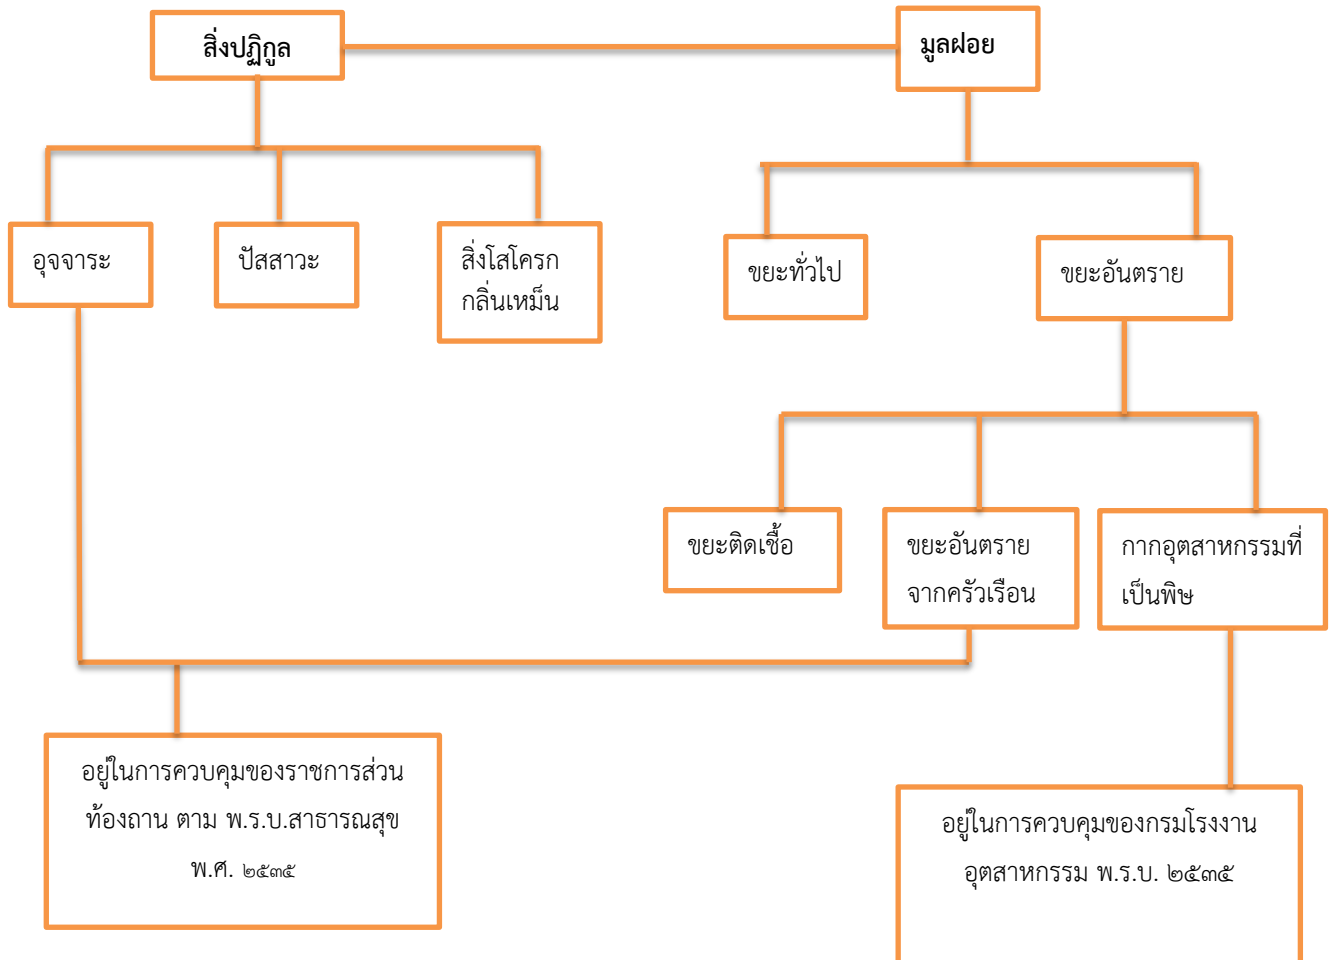 สิ่งปฏิกูล
มูลฝอย
อุจจาระ
ปัสสาวะ
สิ่งโสโครก
กลิ่นเหม็น
ขยะทั่วไป
ขยะอันตราย
ขยะติดเชื้อ
ขยะอันตราย
จากครัวเรือน
กากอุตสาหกรรมที่
เป็นพิษ
อยู่ในการควบคุมของราชการส่วน
ท้องถาน ตาม พ.ร.บ.สาธารณสุข
พ.ศ. ๒๕๓๕
อยู่ในการควบคุมของกรมโรงงาน
อุตสาหกรรม พ.ร.บ. ๒๕๓๕